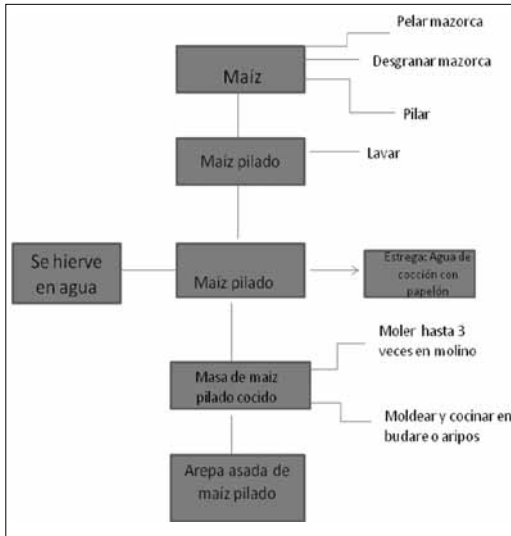 Pelar mazorca
Maíz
Desgranar mazorca
Pilar
Maíz pilado
Lavar
Se hierve
en agua
Maíz pilado
Estrega: Agua de
cocción con
papelón
Moler hasta 3
veces en molino
Masa de maíz
pilado cocido
Moldear y cocinar en
budare o aripos
Arepa asada de
maíz pilado